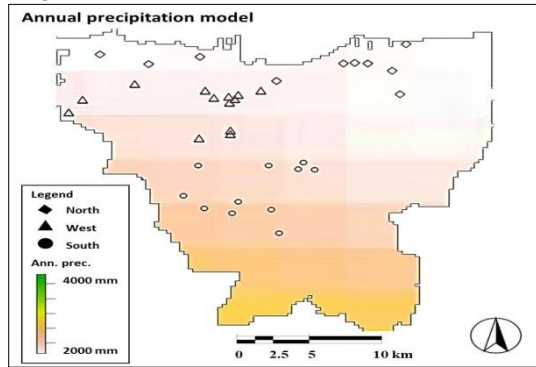 Annual precipitation model
Legend
North
West
South
Ann. prec.
4000 mm
2000 mm
0 2.5 5 10 km